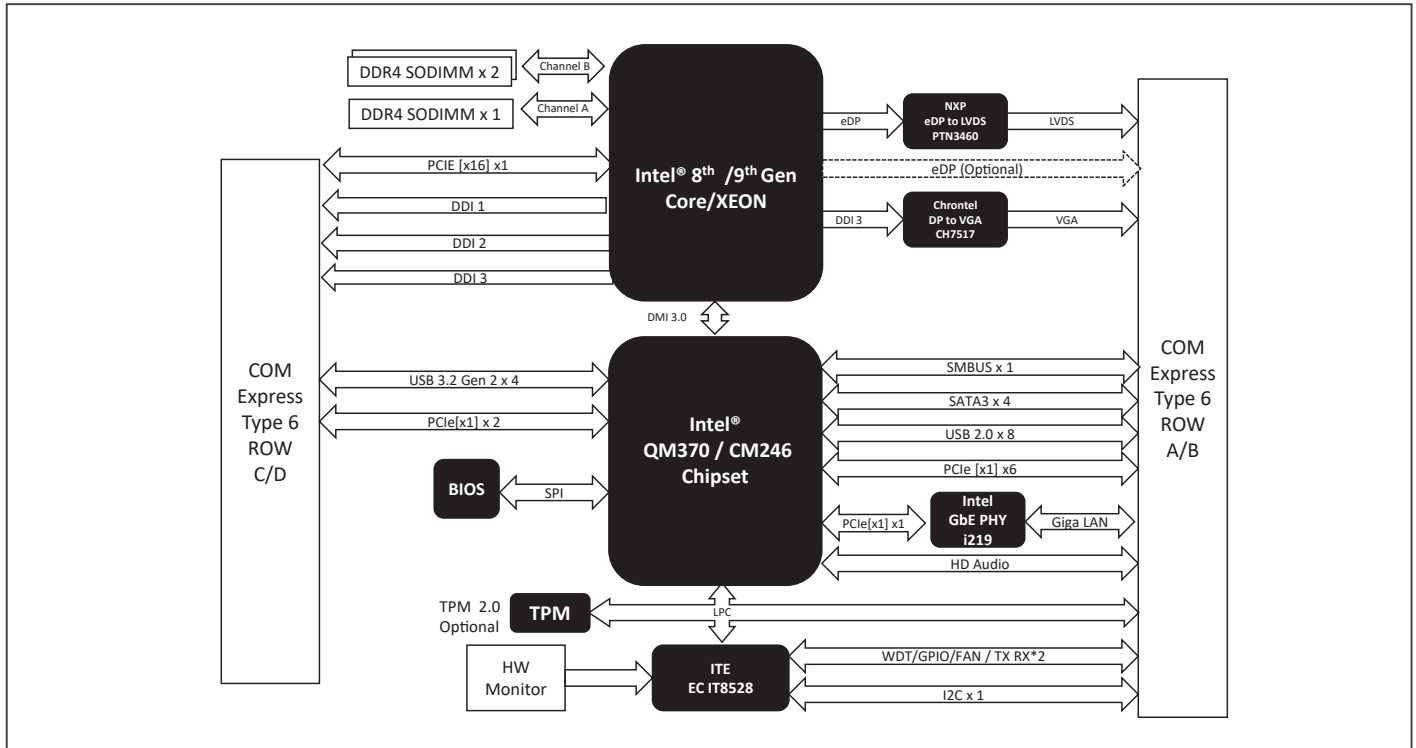 DDR4 SODIMM x 2
Channel B
DDR4 SODIMM x 1
Channel A
PCIE [x16] x1
DDI 1
DDI 2
DDI 3
Intel® 8th /9th Gen
Core/XEON
eDP
NXP
eDP to LVDS
PTN3460
LVDS
eDP (Optional)
DDI 3
Chrontel
DP to VGA
CH7517
VGA
DMI 3.0
COM
Express
Type 6
ROW
C/D
USB 3.2 Gen 2 x 4
PCIe[x1] x 2
BIOS
SPI
Intel®
QM370 / CM246
Chipset
SMBUS x 1
SATA3 x 4
USB 2.0 x 8
PCIe [x1] x6
PCIe[x1] x1
Intel
GbE PHY
i219
Giga LAN
HD Audio
COM
Express
Type 6
ROW
A/B
TPM 2.0
Optional
TPM
LPC
HW
Monitor
ITE
EC IT8528
WDT/GPIO/FAN / TX RX*2
I2C x 1